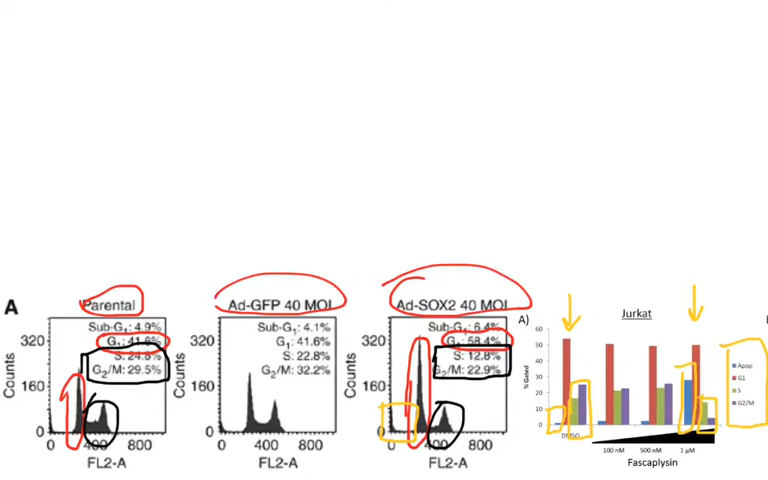 A
Parental
Sub-G1: 4.9%
G1: 41.6%
S: 24.8%
G2/M: 29.5%
Counts
320
160
0
0 400 800
FL2-A
Ad-GFP 40 MOI
Sub-G1: 4.1%
G1: 41.6%
S: 22.8%
G2/M: 32.2%
Counts
320
160
0
0 400 800
FL2-A
Ad-SOX2 40 MOI
Sub-G1: 6.4%
G1: 58.4%
S: 12.8%
G2/M: 22.9%
Counts
320
160
0
0 400 800
FL2-A
A)
Jurkat
% Gated
60
50
40
30
20
10
0
DMSO
100 nM
500 nM
1 µM
Fascaplysin
Apop
G1
S
G2/M